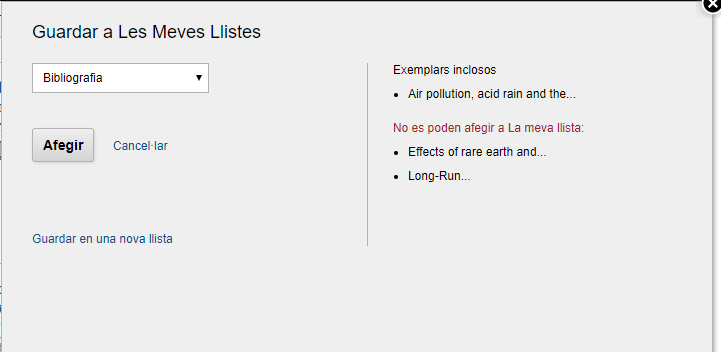 Guardar a Les Meves Llistes
Bibliografia
Afegir
Cancel·lar
Guardar en una nova llista
Exemplars inclosos
Air pollution, acid rain and the...
No es poden afegir a La meva llista:
Effects of rare earth and...
Long-Run...